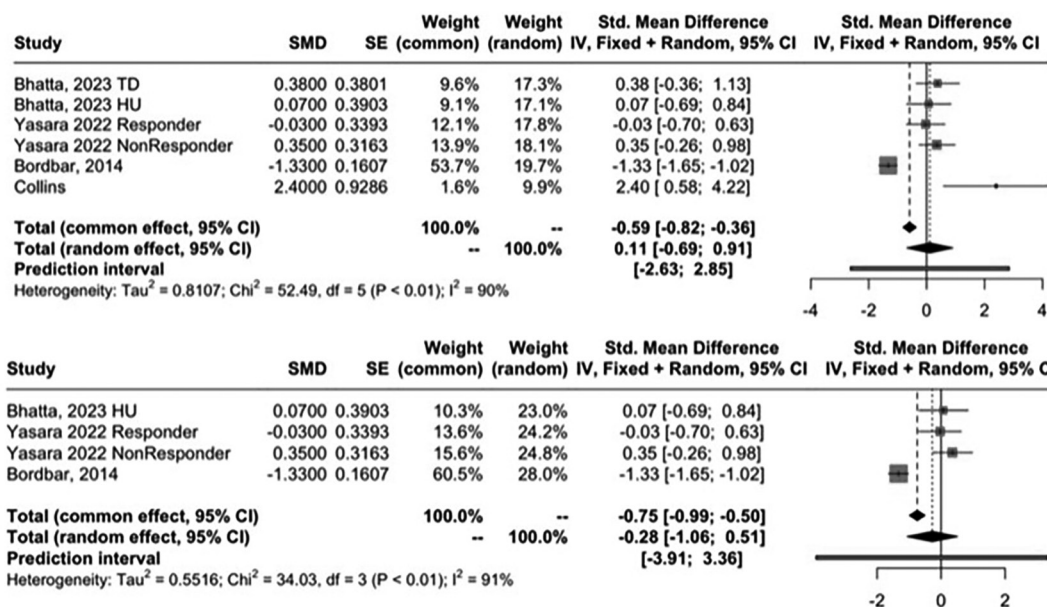 Weight Weight Std. Mean Difference Std. Mean Difference
Study SMD SE (common) (random) IV, Fixed + Random, 95% CI IV, Fixed + Random, 95% CI
Bhatta, 2023 TD 0.3800 0.3801 9.6% 17.3% 0.38 [-0.36; 1.13]
Bhatta, 2023 HU 0.0700 0.3903 9.1% 17.1% 0.07 [-0.69; 0.84]
Yasara 2022 Responder -0.0300 0.3393 12.1% 17.8% -0.03 [-0.70; 0.63]
Yasara 2022 NonResponder 0.3500 0.3163 13.9% 18.1% 0.35 [-0.26; 0.98]
Bordbar, 2014 -1.3300 0.1607 53.7% 19.7% -1.33 [-1.65; -1.02]
Collins 2.4000 0.9286 1.6% 9.9% 2.40 [0.58; 4.22]
Total (common effect, 95% CI) 100.0% -- -0.59 [-0.82; -0.36]
Total (random effect, 95% CI) -- 100.0% 0.11 [-0.69; 0.91]
Prediction interval [-2.63; 2.85]
Heterogeneity: Tau² = 0.8107; Chi² = 52.49, df = 5 (P < 0.01); I² = 90%
-4 -2 0 2 4
Weight Weight Std. Mean Difference Std. Mean Difference
Study SMD SE (common) (random) IV, Fixed + Random, 95% CI IV, Fixed + Random, 95% C
Bhatta, 2023 HU 0.0700 0.3903 10.3% 23.0% 0.07 [-0.69; 0.84]
Yasara 2022 Responder -0.0300 0.3393 13.6% 24.2% -0.03 [-0.70; 0.63]
Yasara 2022 NonResponder 0.3500 0.3163 15.6% 24.8% 0.35 [-0.26; 0.98]
Bordbar, 2014 -1.3300 0.1607 60.5% 28.0% -1.33 [-1.65; -1.02]
Total (common effect, 95% CI) 100.0% -- -0.75 [-0.99; -0.50]
Total (random effect, 95% CI) -- 100.0% -0.28 [-1.06; 0.51]
Prediction interval [-3.91; 3.36]
Heterogeneity: Tau² = 0.5516; Chi² = 34.03, df = 3 (P < 0.01); I² = 91%
-2 0 2